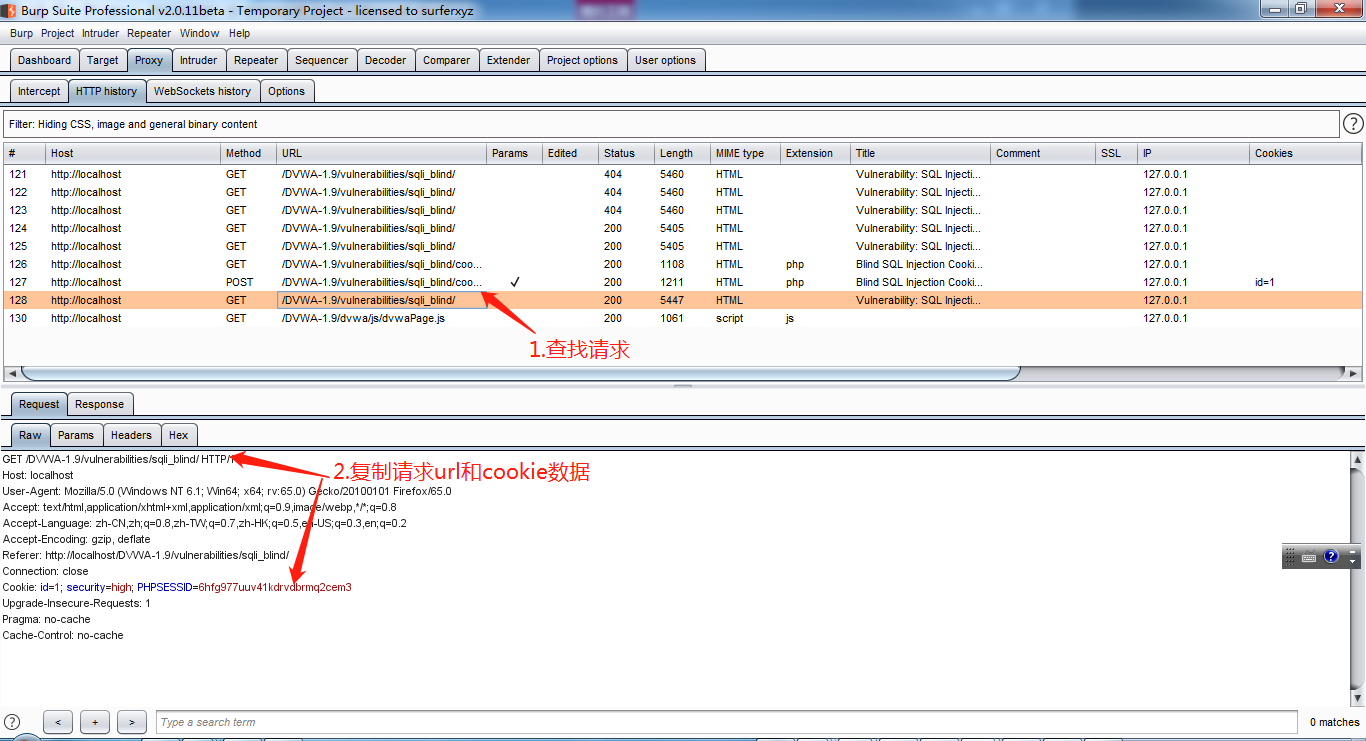 Burp Suite Professional v2.0.11beta - Temporary Project - licensed to surferxyz
Burp Project Intruder Repeater Window Help
Dashboard Target Proxy Intruder Repeater Sequencer Decoder Comparer Extender Project options User options
Intercept HTTP history WebSockets history Options
Filter: Hiding CSS, image and general binary content
# Host Method URL Params Edited Status Length MIME type Extension Title Comment SSL IP Cookies
121 http://localhost GET /DVWA-1.9/vulnerabilities/sqli_blind/ 404 5460 HTML Vulnerability: SQL Injecti... 127.0.0.1
122 http://localhost GET /DVWA-1.9/vulnerabilities/sqli_blind/ 404 5460 HTML Vulnerability: SQL Injecti... 127.0.0.1
123 http://localhost GET /DVWA-1.9/vulnerabilities/sqli_blind/ 404 5460 HTML Vulnerability: SQL Injecti... 127.0.0.1
124 http://localhost GET /DVWA-1.9/vulnerabilities/sqli_blind/ 200 5405 HTML Vulnerability: SQL Injecti... 127.0.0.1
125 http://localhost GET /DVWA-1.9/vulnerabilities/sqli_blind/ 200 5405 HTML Vulnerability: SQL Injecti... 127.0.0.1
126 http://localhost GET /DVWA-1.9/vulnerabilities/sqli_blind/coo... 200 1108 HTML php Blind SQL Injection Cooki... 127.0.0.1
127 http://localhost POST /DVWA-1.9/vulnerabilities/sqli_blind/coo... ✓ 200 1211 HTML php Blind SQL Injection Cooki... 127.0.0.1 id=1
128 http://localhost GET /DVWA-1.9/vulnerabilities/sqli_blind/ 200 5447 HTML Vulnerability: SQL Injecti... 127.0.0.1
130 http://localhost GET /DVWA-1.9/dvwa/js/dvwaPage.js 200 1061 script js 127.0.0.1
1.查找请求
Request Response
Raw Params Headers Hex
GET /DVWA-1.9/vulnerabilities/sqli_blind/ HTTP/1
2.复制请求url和cookie数据
Host: localhost
User-Agent: Mozilla/5.0 (Windows NT 6.1; Win64; x64; rv:65.0) Gecko/20100101 Firefox/65.0
Accept: text/html,application/xhtml+xml,application/xml;q=0.9,image/webp,*/*;q=0.8
Accept-Language: zh-CN,zh;q=0.8,zh-TW;q=0.7,zh-HK;q=0.5,en-US;q=0.3,en;q=0.2
Accept-Encoding: gzip, deflate
Referer: http://localhost/DVWA-1.9/vulnerabilities/sqli_blind/
Connection: close
Cookie: id=1; security=high; PHPSESSID=6hfg977uuv41kdrvdbrmq2cem3
Upgrade-Insecure-Requests: 1
Pragma: no-cache
Cache-Control: no-cache
? < + > Type a search term 0 matches